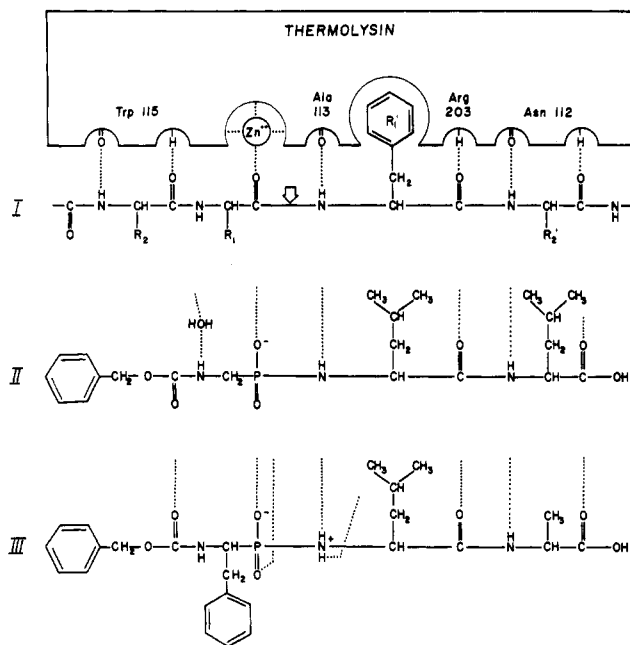 THERMOLYSIN
Trp 115
Zn++
Ala
113
R1'
Arg
203
Asn 112
O H O H O H
I
H O H O H CH2 O H O H
C N CH C N CH C N CH C N CH C N
O R2 H R1 R2'
II
CH3 CH3 CH3 CH3
HOH CH CH
H O- H CH2 O H CH2 O
CH2 O C N CH2 P N CH C N CH C OH
O O
III
CH3 CH3
CH
O O- H CH2 O H CH3 O
CH2 O C N CH P N+ CH C N CH C OH
H CH2 O H